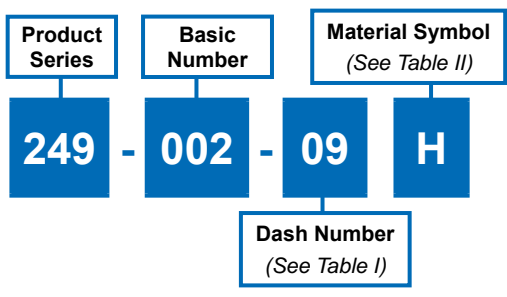 Product
Series
Basic
Number
Material Symbol
(See Table II)
249 - 002 - 09 H
Dash Number
(See Table I)